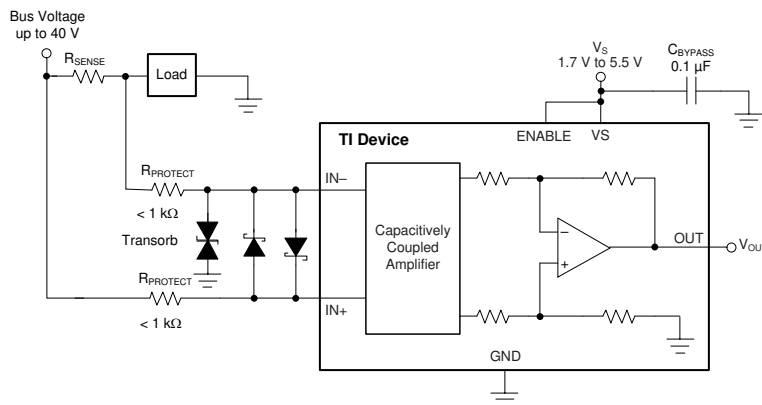 Bus Voltage
up to 40 V
RSENSE
Load
VS
1.7 V to 5.5 V
CBYPASS
0.1 µF
ENABLE
VS
TI Device
RPROTECT
< 1 kΩ
IN–
Transorb
Capacitively
Coupled
Amplifier
–
+
OUT
VOU
RPROTECT
< 1 kΩ
IN+
GND